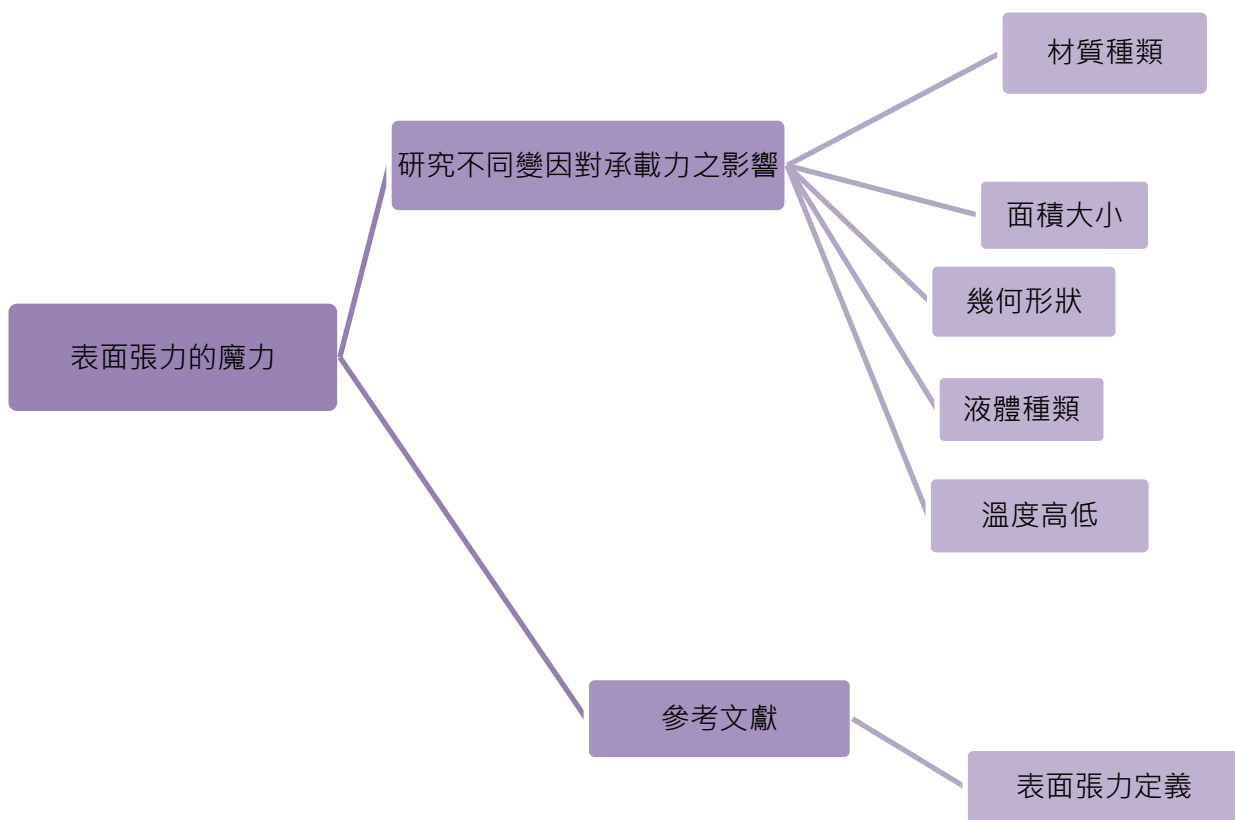 材質種類
研究不同變因對承載力之影響
面積大小
幾何形狀
表面張力的魔力
液體種類
溫度高低
參考文獻
表面張力定義